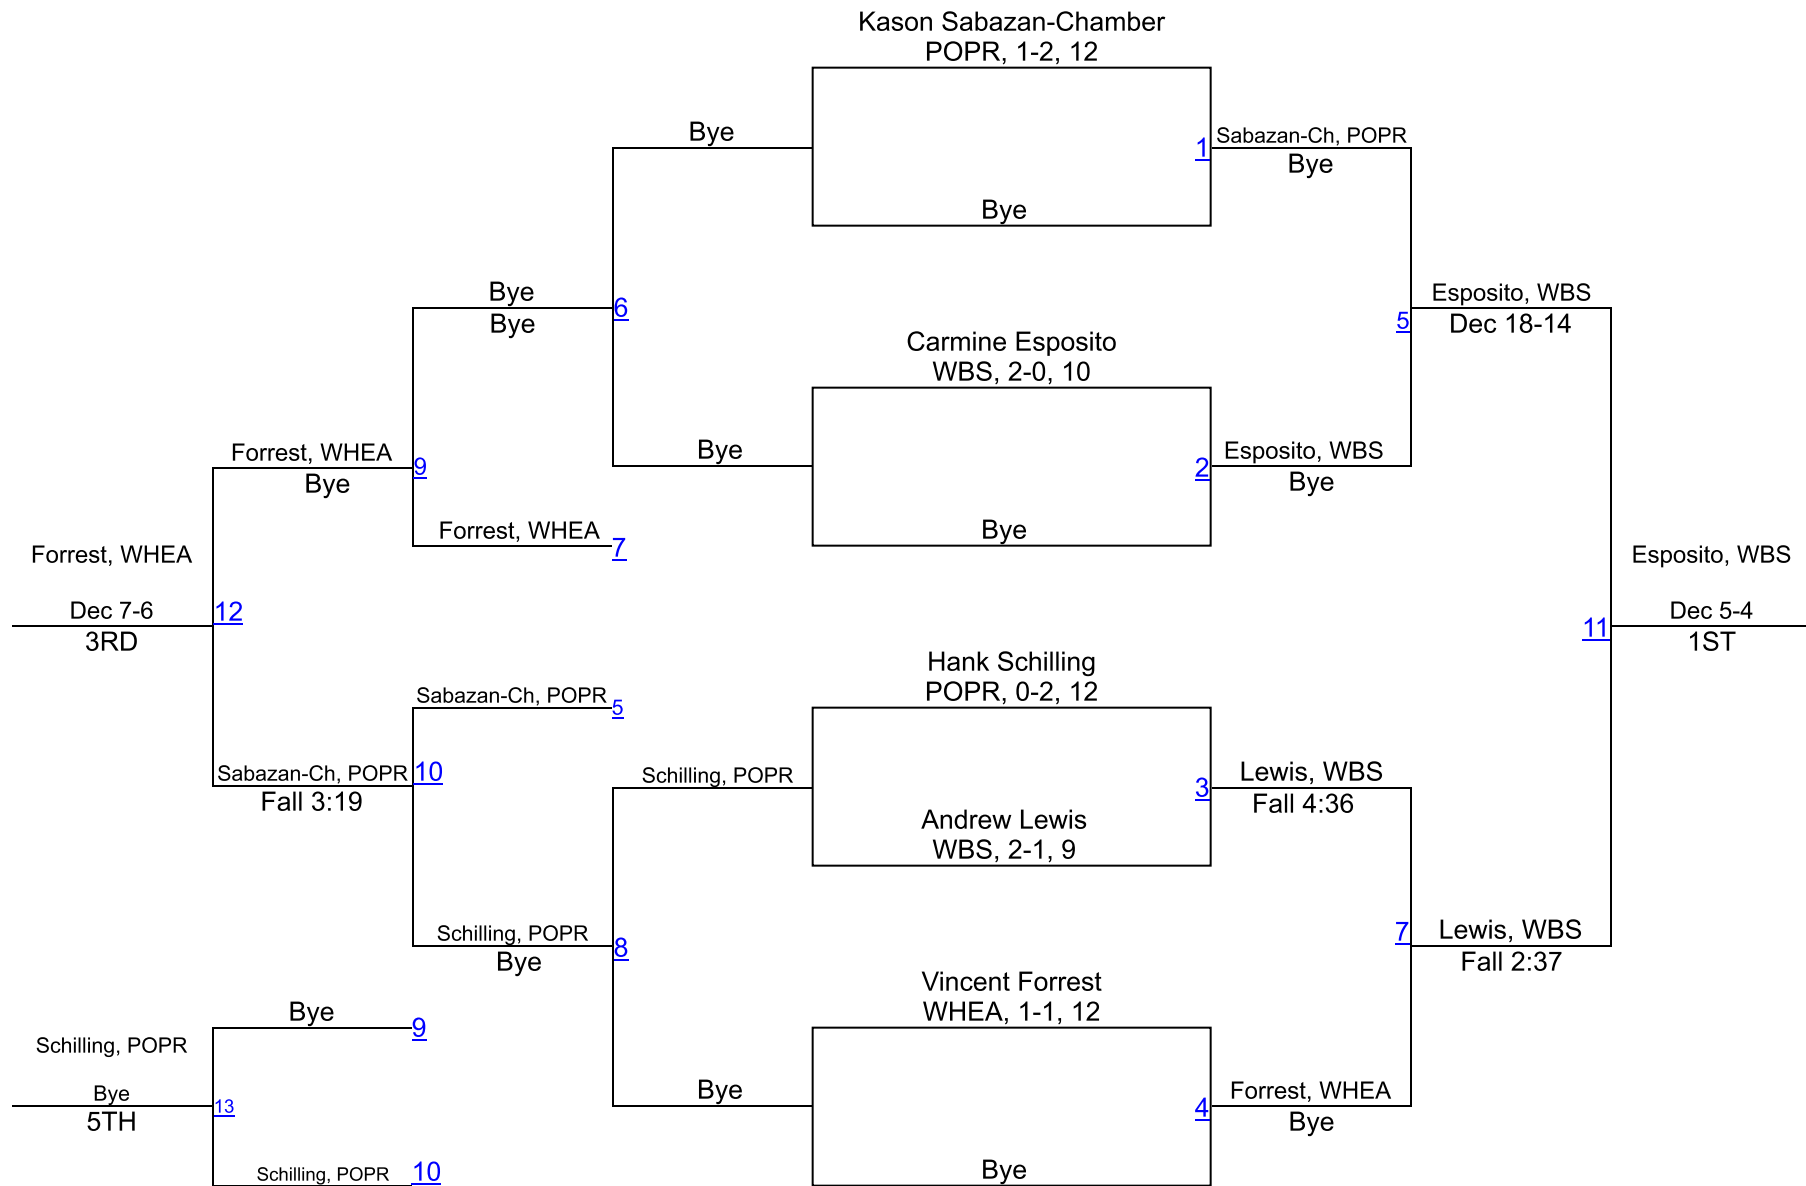 Kason Sabazan-Chamber
POPR, 1-2, 12
Bye
1
Sabazan-Ch, POPR
Bye
Bye
Bye
Bye
6
Esposito, WBS
5
Dec 18-14
Carmine Esposito
WBS, 2-0, 10
Forrest, WHEA
9
Bye
Bye
2
Esposito, WBS
Bye
Forrest, WHEA
7
Bye
Forrest, WHEA
12
Dec 7-6
3RD
Esposito, WBS
11
Dec 5-4
1ST
Hank Schilling
POPR, 0-2, 12
Sabazan-Ch, POPR
5
Sabazan-Ch, POPR
10
Fall 3:19
Schilling, POPR
3
Lewis, WBS
Fall 4:36
Andrew Lewis
WBS, 2-1, 9
Schilling, POPR
8
Bye
7
Lewis, WBS
Fall 2:37
Vincent Forrest
WHEA, 1-1, 12
Bye
9
Schilling, POPR
Bye
13
5TH
Bye
4
Forrest, WHEA
Bye
Schilling, POPR
10
Bye